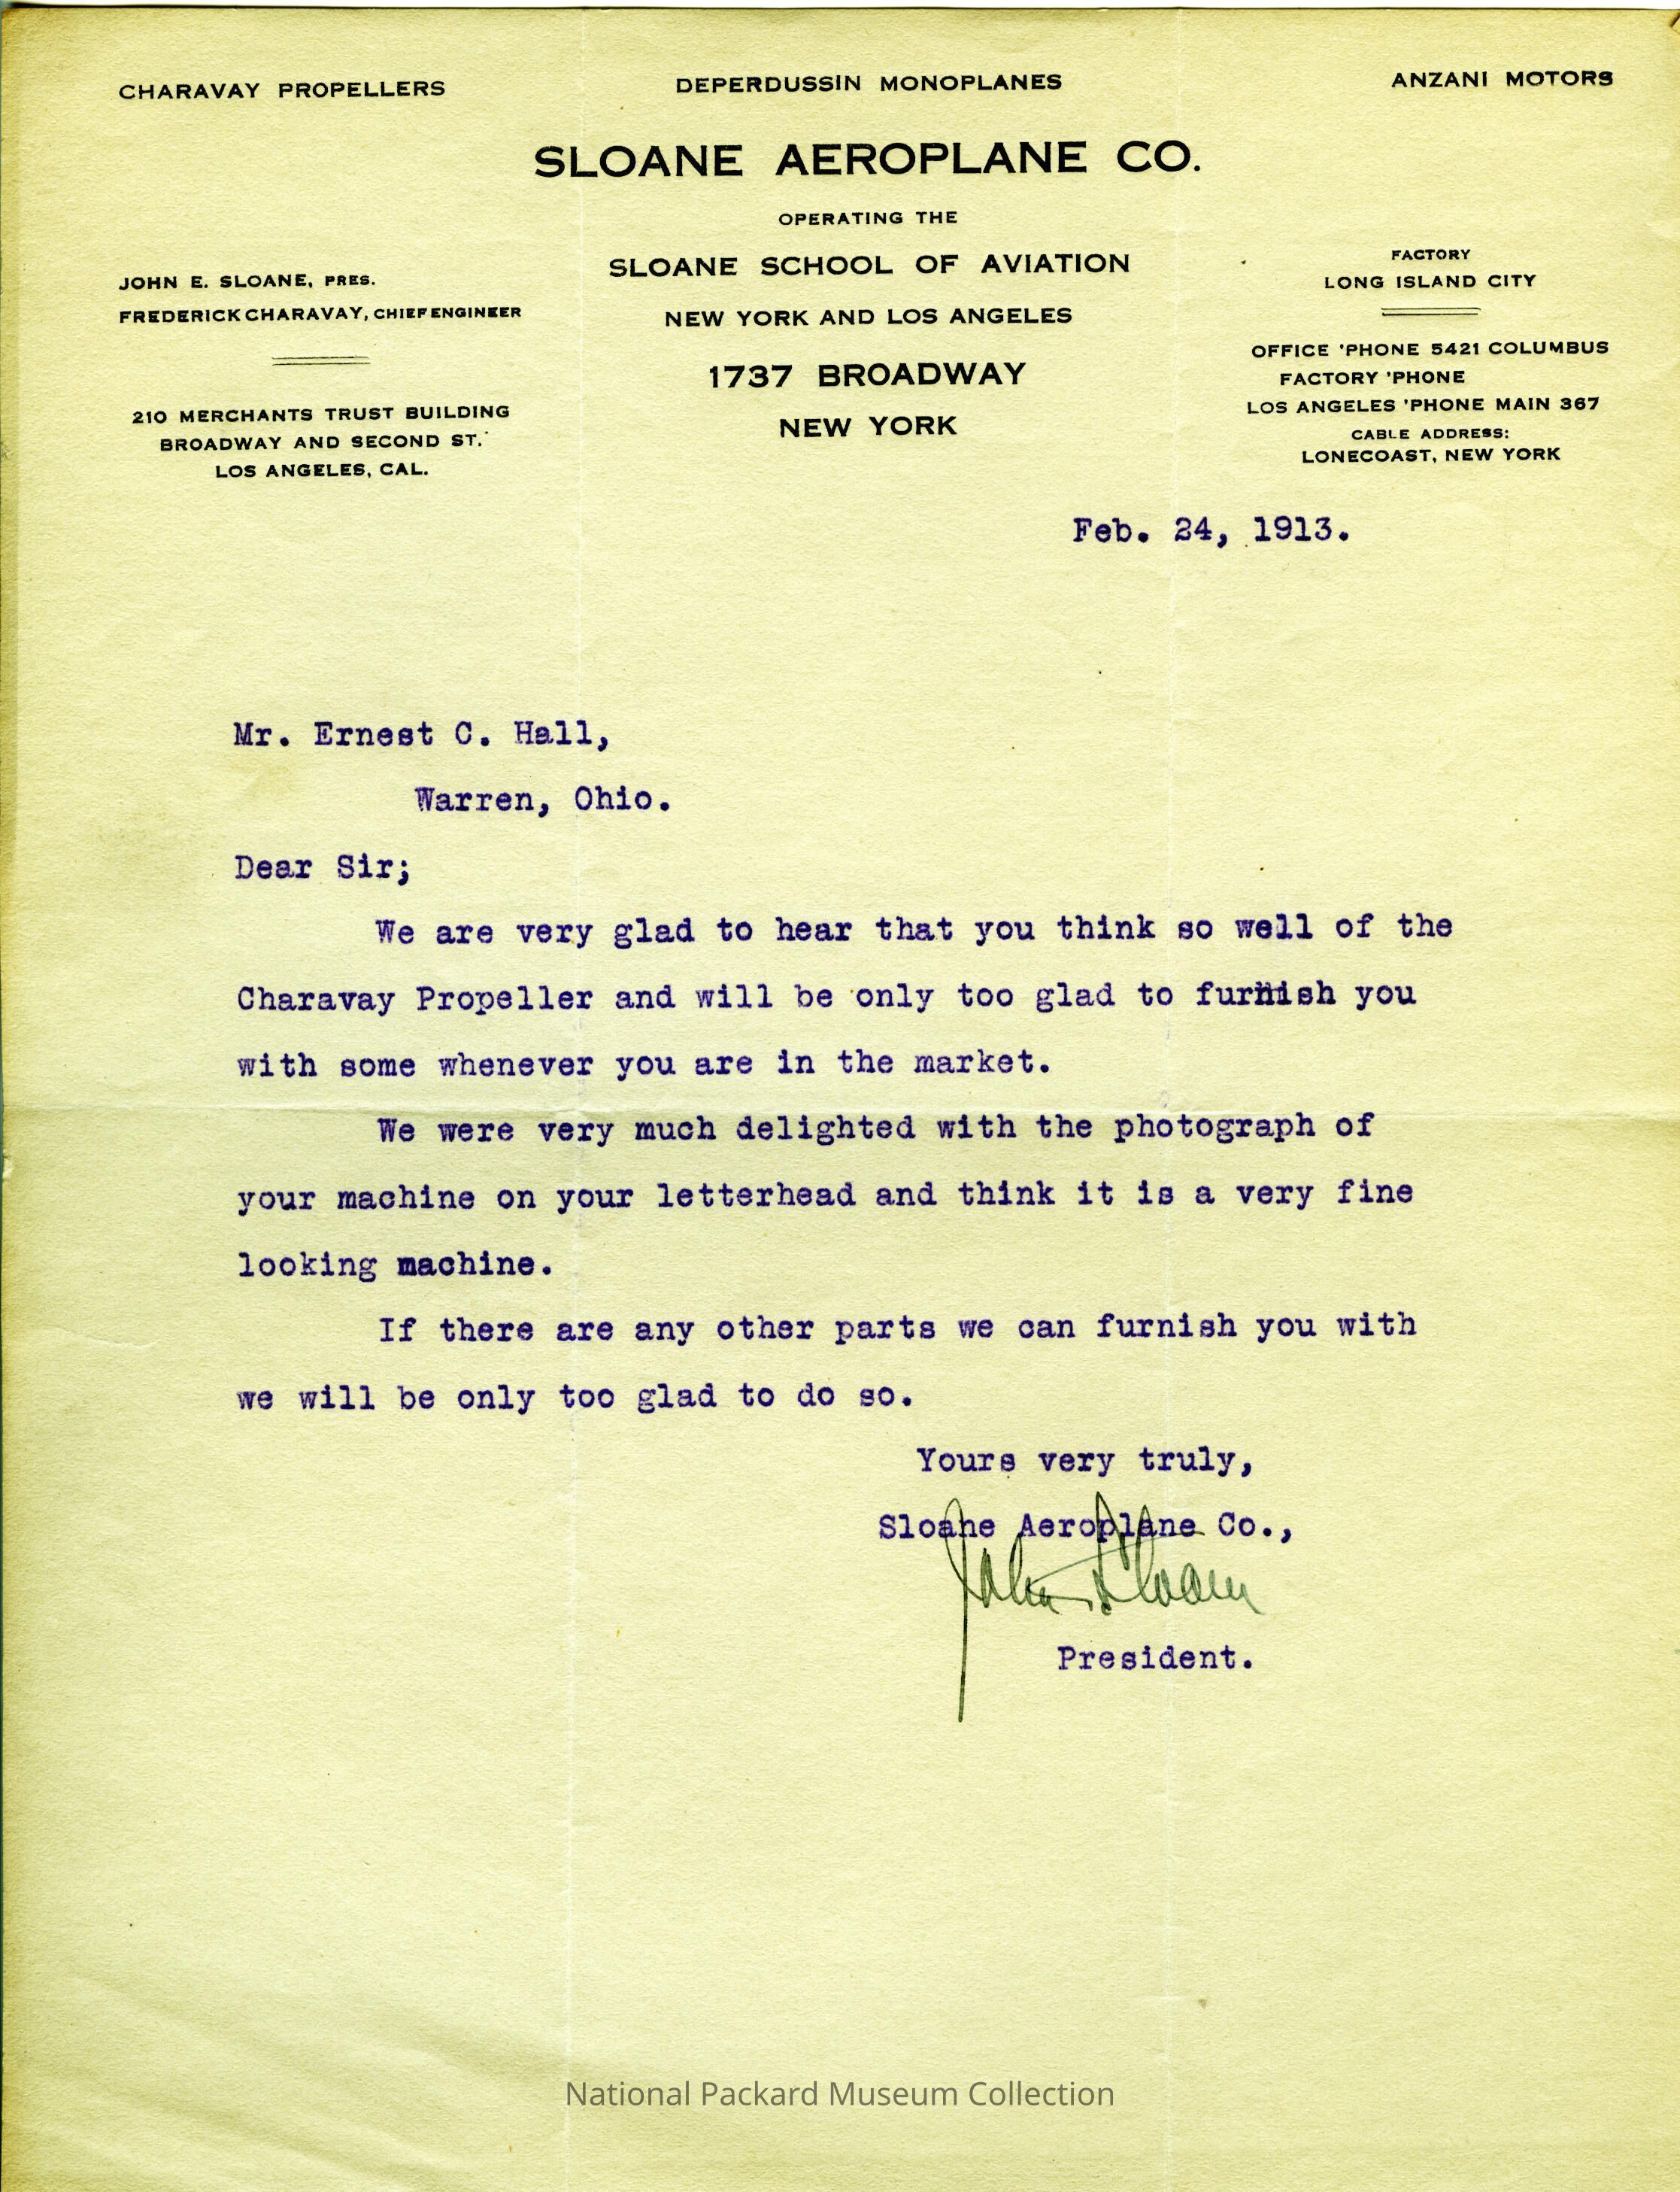 CHARAVAY PROPELLERS
DEPERDUSSIN MONOPLANES
ANZANI MOTORS
SLOANE AEROPLANE CO.
OPERATING THE
SLOANE SCHOOL OF AVIATION
NEW YORK AND LOS ANGELES
1737 BROADWAY
NEW YORK
JOHN E. SLOANE, PRES.
FREDERICK CHARAVAY, CHIEF ENGINEER
210 MERCHANTS TRUST BUILDING
BROADWAY AND SECOND ST.
LOS ANGELES, CAL.
FACTORY
LONG ISLAND CITY
OFFICE 'PHONE 5421 COLUMBUS
FACTORY 'PHONE
LOS ANGELES 'PHONE MAIN 367
CABLE ADDRESS:
LONECOAST, NEW YORK
Feb. 24, 1913.
Mr. Ernest C. Hall,
Warren, Ohio.
Dear Sir;
We are very glad to hear that you think so well of the
Charavay Propeller and will be only too glad to furnish you
with some whenever you are in the market.
We were very much delighted with the photograph of
your machine on your letterhead and think it is a very fine
looking machine.
If there are any other parts we can furnish you with
we will be only too glad to do so.
Yours very truly,
Sloane Aeroplane Co.,
John E Sloane
President.
National Packard Museum Collection